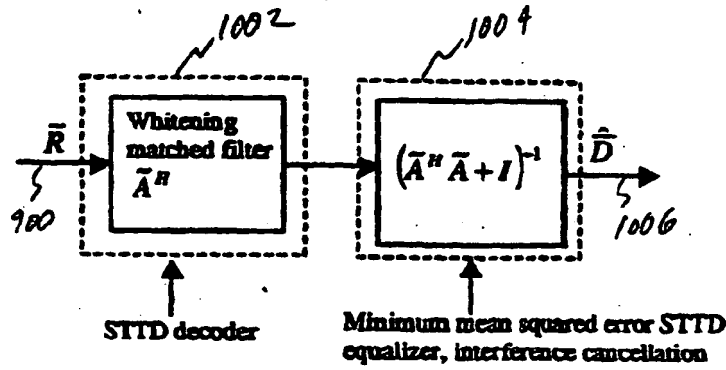 1002
1004
R̄
Whitening
matched filter
Ã^H
(Ã^H Ã + I)^-1
D̂̄
900
1006
STTD decoder
Minimum mean squared error STTD
equalizer, interference cancellation